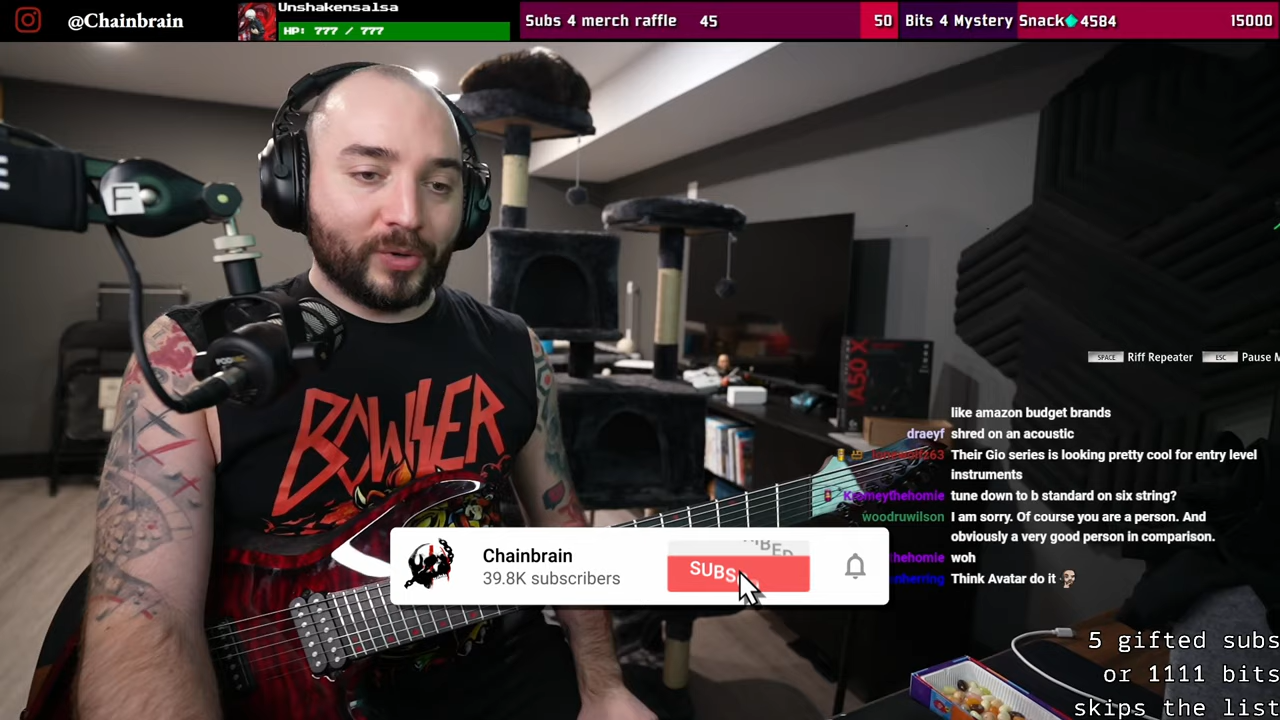 @Chainbrain
Unshakensalsa
HP: 777 / 777
Subs 4 merch raffle 45 50
Bits 4 Mystery Snack 4584 15000
F
PODMIC
BOWSER
A50 X
SPACE Riff Repeater ESC Pause M
like amazon budget brands
draeyf shred on an acoustic
Their Gio series is looking pretty cool for entry level
instruments
tune down to b standard on six string?
woodruwilson I am sorry. Of course you are a person. And
obviously a very good person in comparison.
hehomie woh
Think Avatar do it
Chainbrain
39.8K subscribers
5 gifted subs
or 1111 bits
skips the list